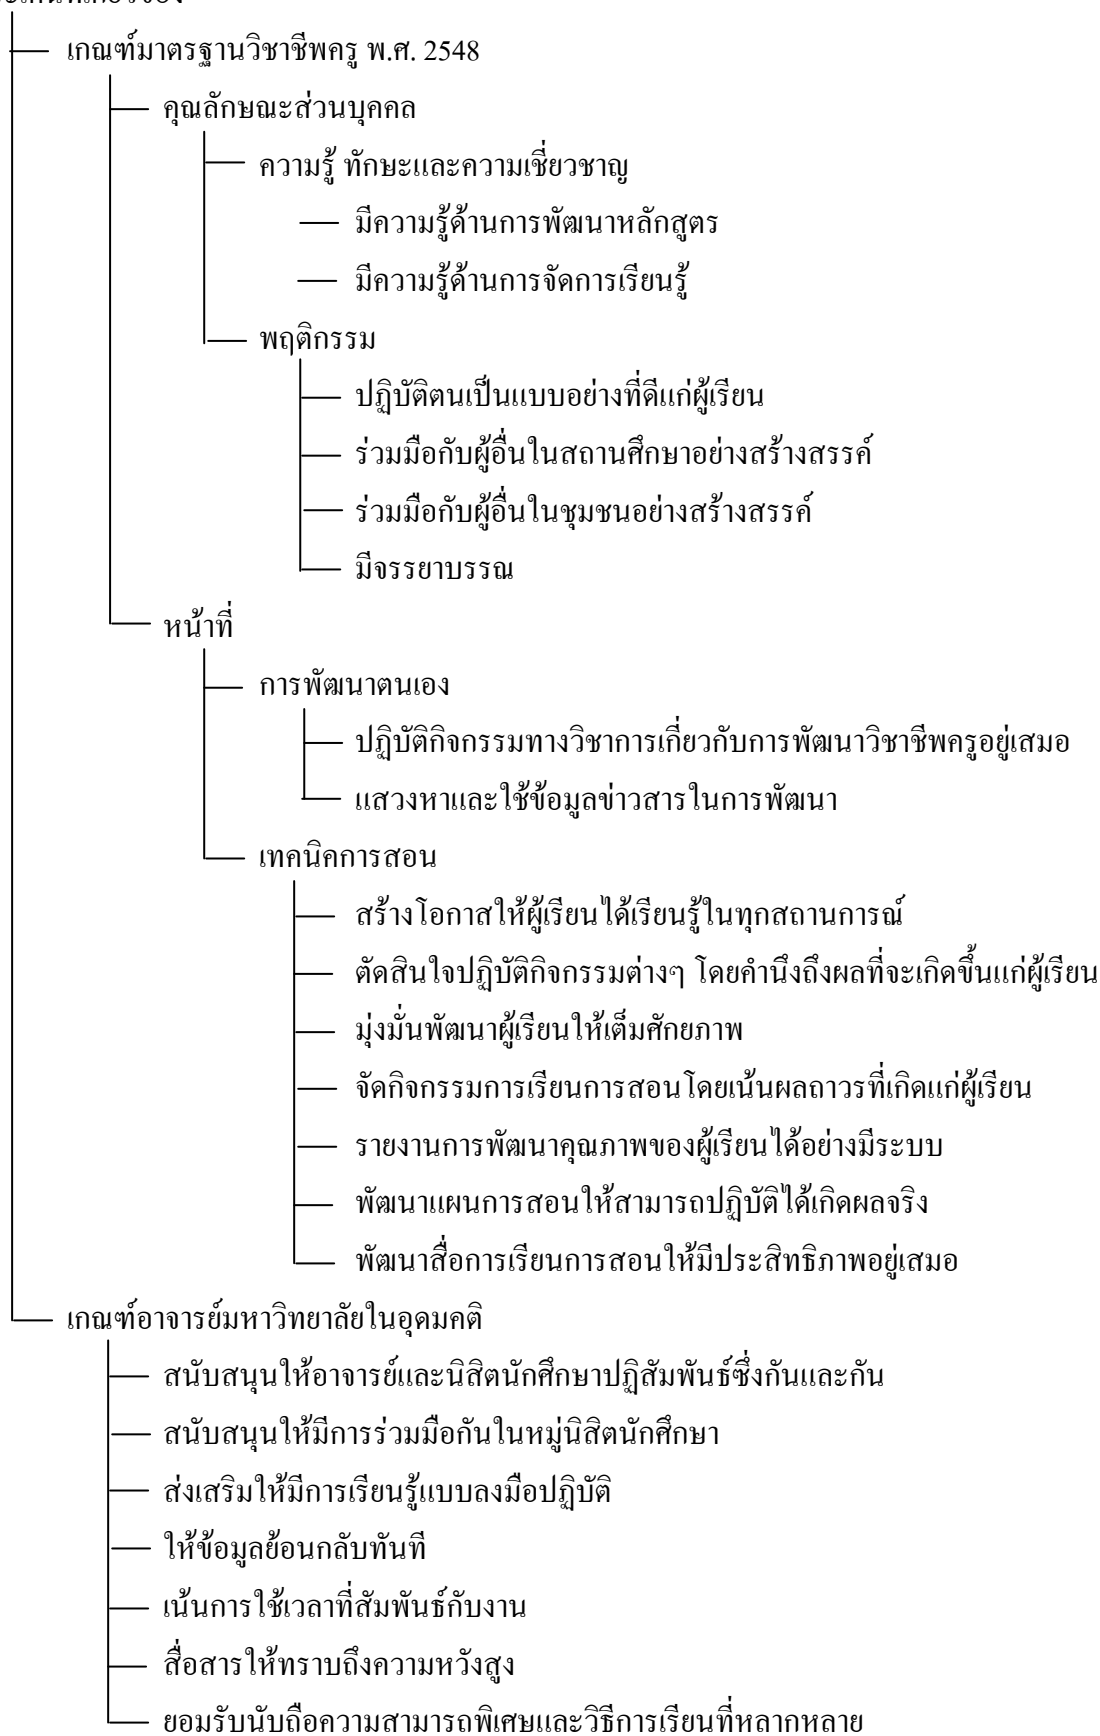 เกณฑ์มาตรฐานวิชาชีพครู พ.ศ. 2548
คุณลักษณะส่วนบุคคล
ความรู้ ทักษะและความเชี่ยวชาญ
มีความรู้ด้านการพัฒนาหลักสูตร
มีความรู้ด้านการจัดการเรียนรู้
พฤติกรรม
ปฏิบัติตนเป็นแบบอย่างที่ดีแก่ผู้เรียน
ร่วมมือกับผู้อื่นในสถานศึกษาอย่างสร้างสรรค์
ร่วมมือกับผู้อื่นในชุมชนอย่างสร้างสรรค์
มีจรรยาบรรณ
หน้าที่
การพัฒนาตนเอง
ปฏิบัติกิจกรรมทางวิชาการเกี่ยวกับการพัฒนาวิชาชีพครูอยู่เสมอ
แสวงหาและใช้ข้อมูลข่าวสารในการพัฒนา
เทคนิคการสอน
สร้างโอกาสให้ผู้เรียนได้เรียนรู้ในทุกสถานการณ์
ตัดสินใจปฏิบัติกิจกรรมต่างๆ โดยคำนึงถึงผลที่จะเกิดขึ้นแก่ผู้เรียน
มุ่งมั่นพัฒนาผู้เรียนให้เต็มศักยภาพ
จัดกิจกรรมการเรียนการสอนโดยเน้นผลถาวรที่เกิดแก่ผู้เรียน
รายงานการพัฒนาคุณภาพของผู้เรียนได้อย่างมีระบบ
พัฒนาแผนการสอนให้สามารถปฏิบัติได้เกิดผลจริง
พัฒนาสื่อการเรียนการสอนให้มีประสิทธิภาพอยู่เสมอ
เกณฑ์อาจารย์มหาวิทยาลัยในอุดมคติ
สนับสนุนให้อาจารย์และนิสิตนักศึกษาปฏิสัมพันธ์ซึ่งกันและกัน
สนับสนุนให้มีการร่วมมือกันในหมู่นิสิตนักศึกษา
ส่งเสริมให้มีการเรียนรู้แบบลงมือปฏิบัติ
ให้ข้อมูลย้อนกลับทันที
เน้นการใช้เวลาที่สัมพันธ์กับงาน
สื่อสารให้ทราบถึงความหวังสูง
ยอมรับนับถือความสามารถพิเศษและวิธีการเรียนที่หลากหลาย